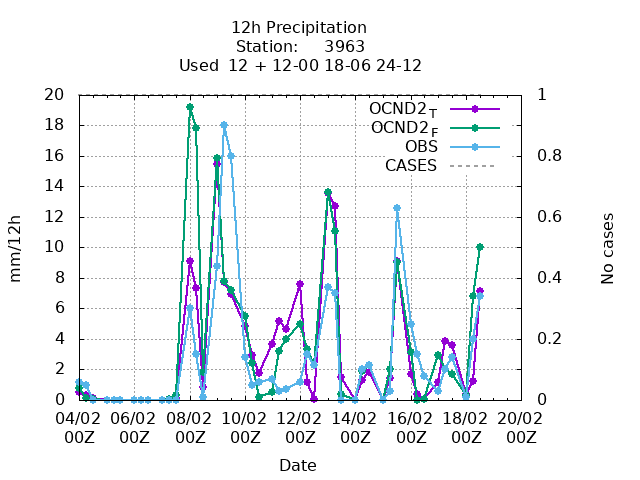 12h Precipitation
Station: 3963
Used 12 + 12-00 18-06 24-12
mm/12h
No cases
20
18
16
14
12
10
8
6
4
2
0
1
0.8
0.6
0.4
0.2
0
OCND2_T
OCND2_F
OBS
CASES
04/02 06/02 08/02 10/02 12/02 14/02 16/02 18/02 20/02
00Z 00Z 00Z 00Z 00Z 00Z 00Z 00Z 00Z
Date